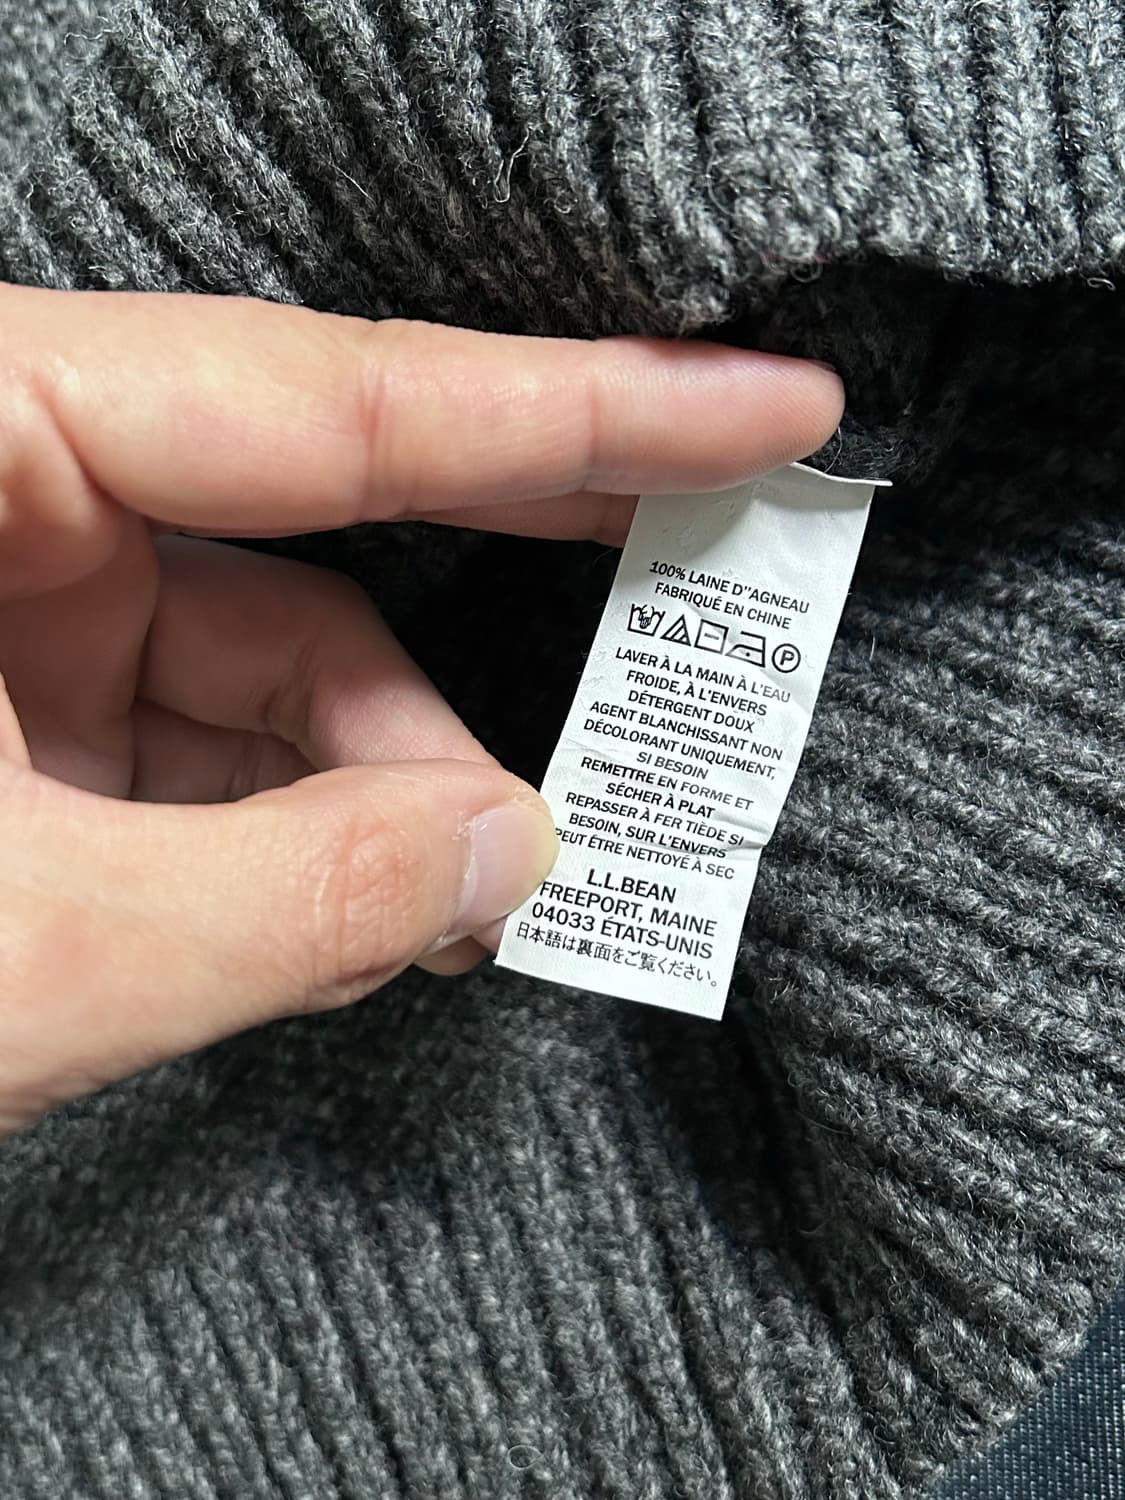 100% LAINE D''AGNEAU
FABRIQUÉ EN CHINE
P
LAVER À LA MAIN À L'EAU
FROIDE, À L'ENVERS
DÉTERGENT DOUX
AGENT BLANCHISSANT NON
DÉCOLORANT UNIQUEMENT,
SI BESOIN
REMETTRE EN FORME ET
SÉCHER À PLAT
REPASSER À FER TIÈDE SI
BESOIN, SUR L'ENVERS
PEUT ÊTRE NETTOYÉ À SEC
L.L.BEAN
FREEPORT, MAINE
04033 ÉTATS-UNIS
日本語は裏面をご覧ください。